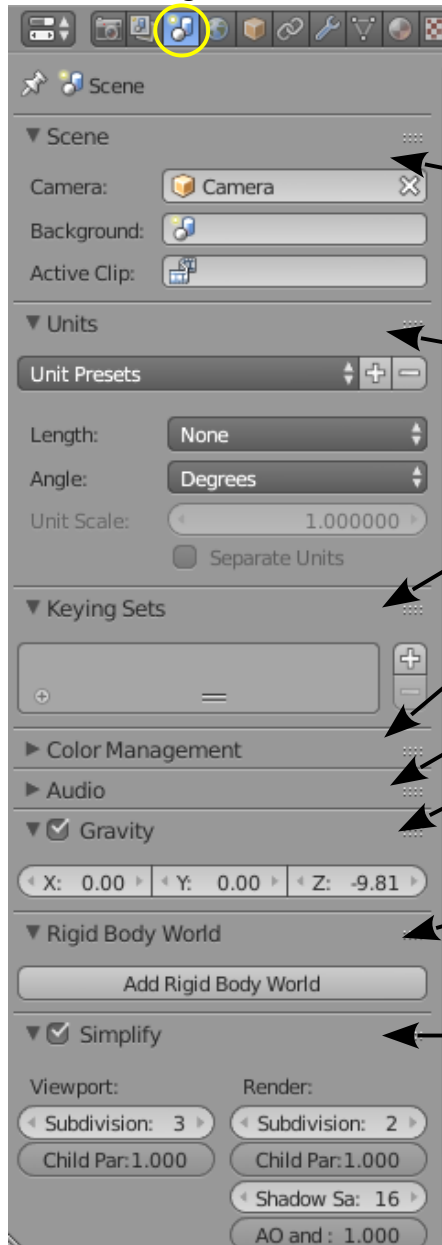 Scene
Scene
Camera: Camera
Background:
Active Clip:
Units
Unit Presets
Length: None
Angle: Degrees
Unit Scale: 1.000000
Separate Units
Keying Sets
Color Management
Audio
Gravity
X: 0.00 Y: 0.00 Z: -9.81
Rigid Body World
Add Rigid Body World
Simplify
Viewport: Render:
Subdivision: 3 Subdivision: 2
Child Par:1.000 Child Par:1.000
Shadow Sa: 16
AO and : 1.000